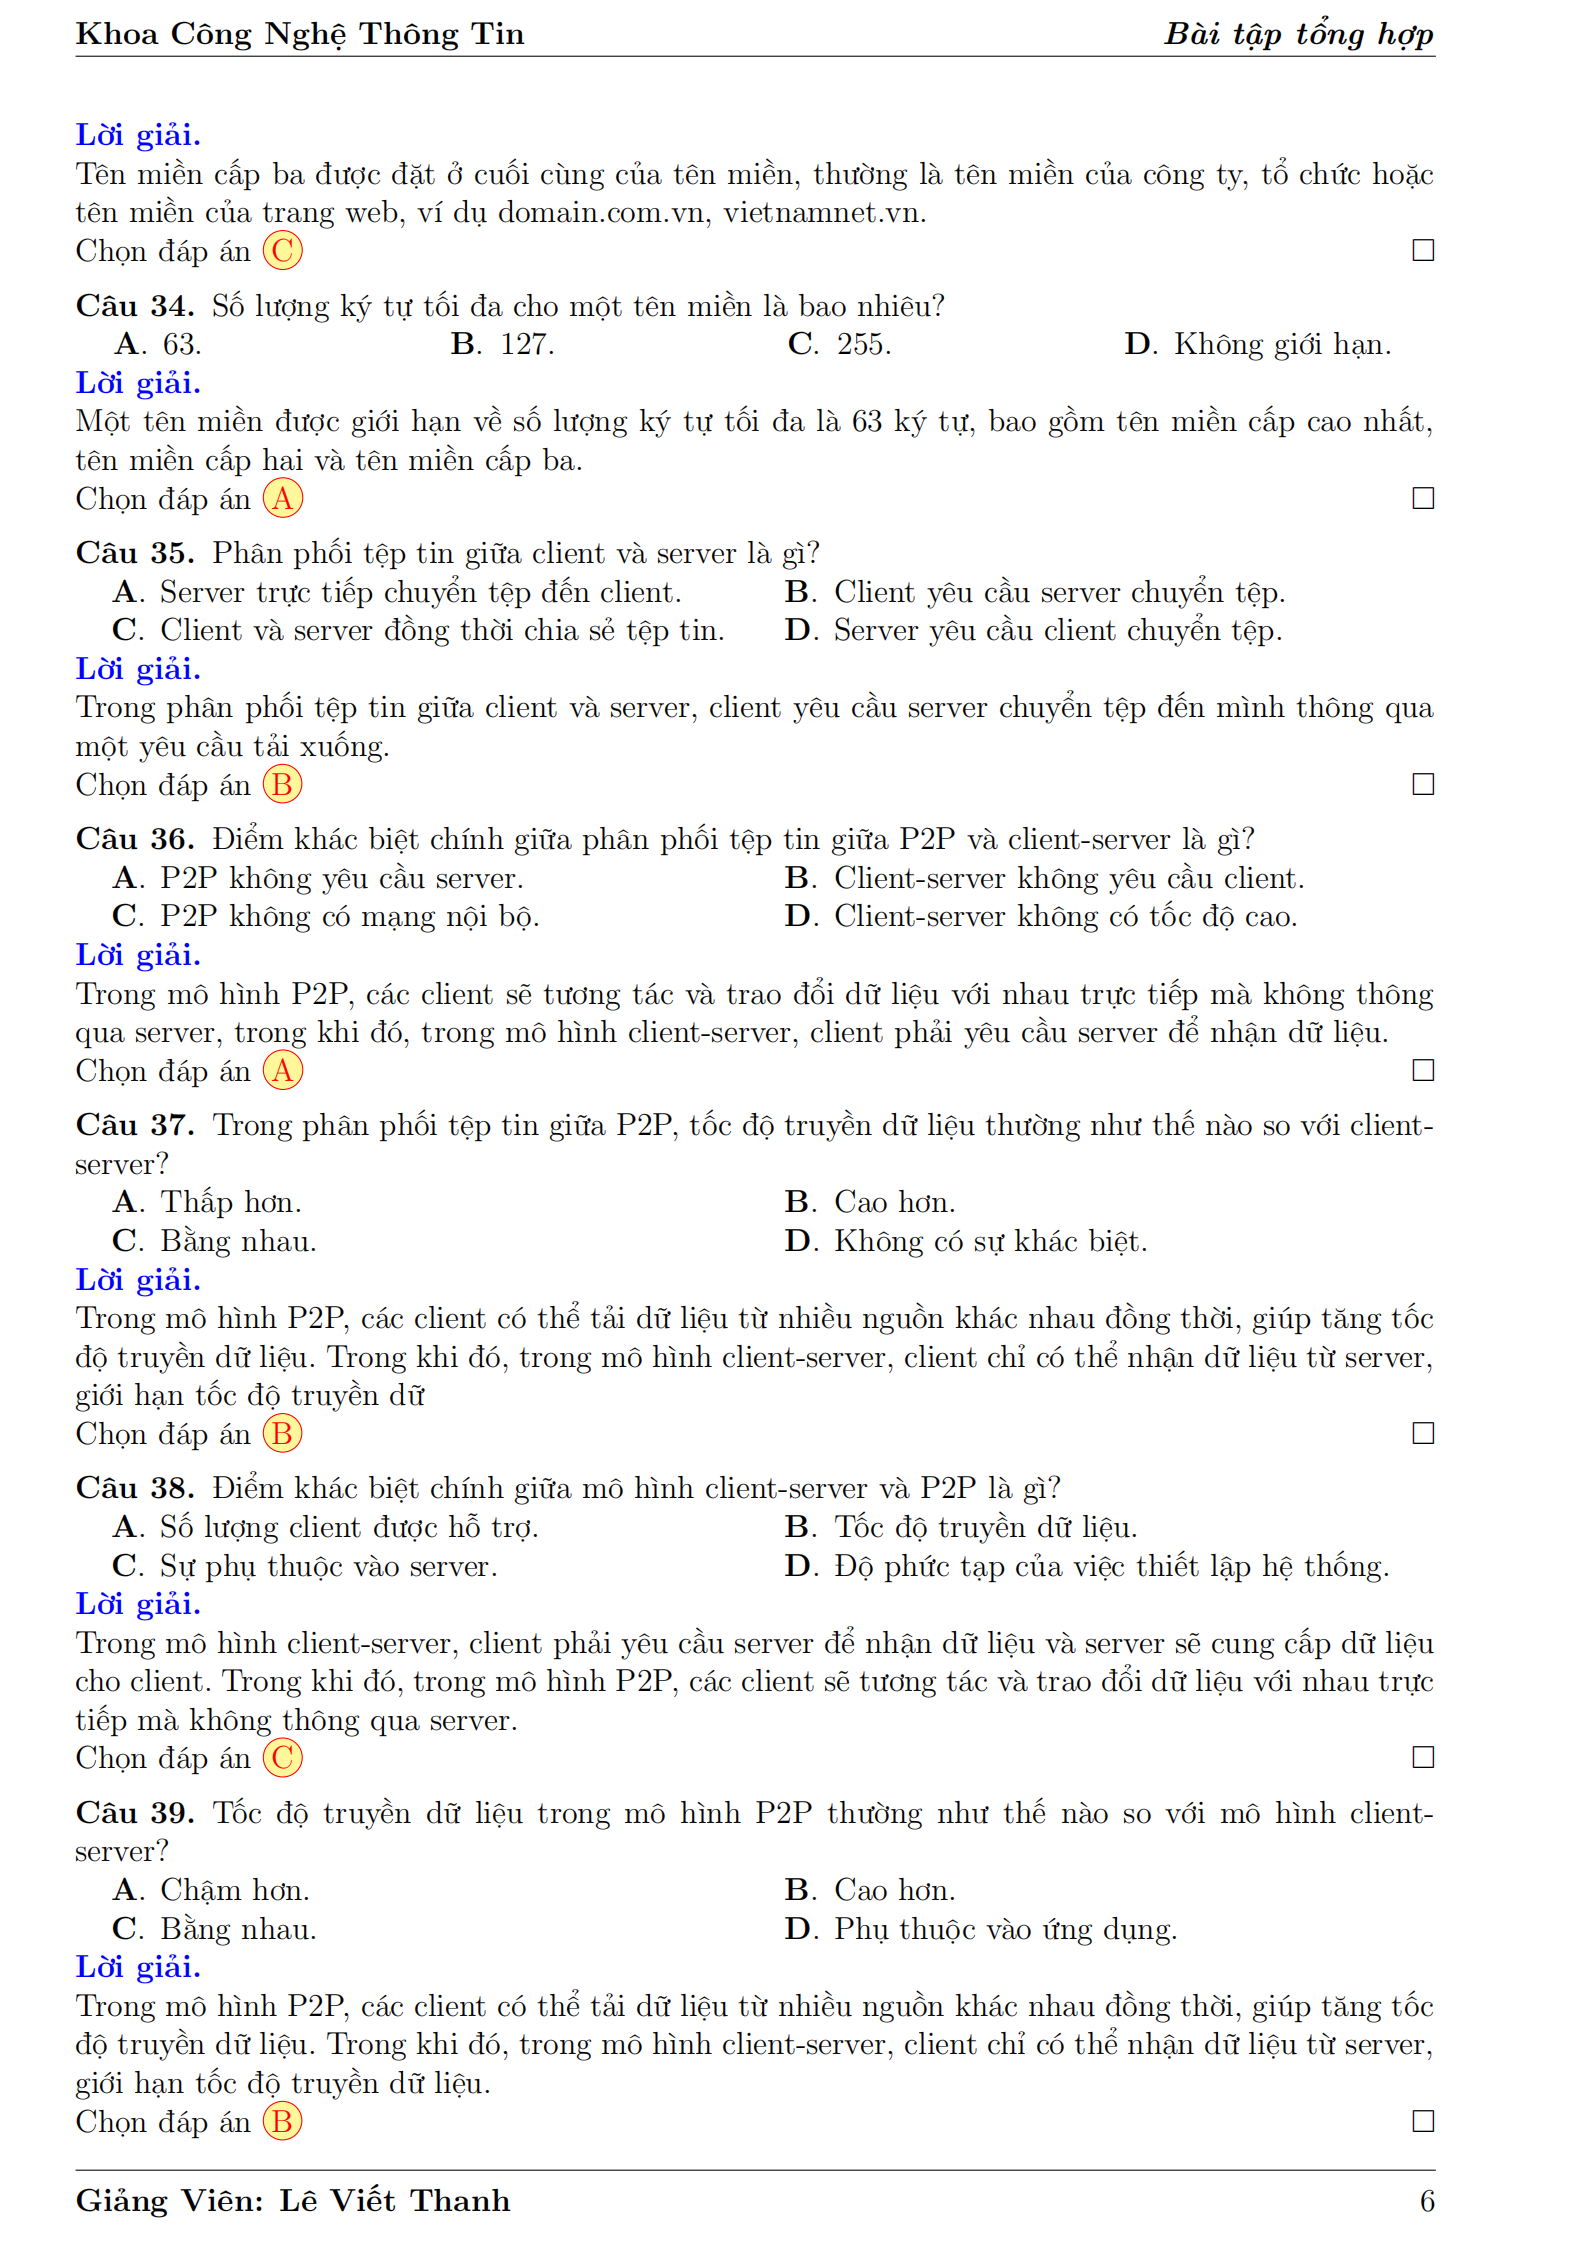 Khoa Công Nghệ Thông Tin Bài tập tổng hợp
Lời giải.
Tên miền cấp ba được đặt ở cuối cùng của tên miền, thường là tên miền của công ty, tổ chức hoặc
tên miền của trang web, ví dụ domain.com.vn, vietnamnet.vn.
Chọn đáp án C □
Câu 34. Số lượng ký tự tối đa cho một tên miền là bao nhiêu?
A. 63. B. 127. C. 255. D. Không giới hạn.
Lời giải.
Một tên miền được giới hạn về số lượng ký tự tối đa là 63 ký tự, bao gồm tên miền cấp cao nhất,
tên miền cấp hai và tên miền cấp ba.
Chọn đáp án A □
Câu 35. Phân phối tệp tin giữa client và server là gì?
A. Server trực tiếp chuyển tệp đến client. B. Client yêu cầu server chuyển tệp.
C. Client và server đồng thời chia sẻ tệp tin. D. Server yêu cầu client chuyển tệp.
Lời giải.
Trong phân phối tệp tin giữa client và server, client yêu cầu server chuyển tệp đến mình thông qua
một yêu cầu tải xuống.
Chọn đáp án B □
Câu 36. Điểm khác biệt chính giữa phân phối tệp tin giữa P2P và client-server là gì?
A. P2P không yêu cầu server. B. Client-server không yêu cầu client.
C. P2P không có mạng nội bộ. D. Client-server không có tốc độ cao.
Lời giải.
Trong mô hình P2P, các client sẽ tương tác và trao đổi dữ liệu với nhau trực tiếp mà không thông
qua server, trong khi đó, trong mô hình client-server, client phải yêu cầu server để nhận dữ liệu.
Chọn đáp án A □
Câu 37. Trong phân phối tệp tin giữa P2P, tốc độ truyền dữ liệu thường như thế nào so với client-
server?
A. Thấp hơn. B. Cao hơn.
C. Bằng nhau. D. Không có sự khác biệt.
Lời giải.
Trong mô hình P2P, các client có thể tải dữ liệu từ nhiều nguồn khác nhau đồng thời, giúp tăng tốc
độ truyền dữ liệu. Trong khi đó, trong mô hình client-server, client chỉ có thể nhận dữ liệu từ server,
giới hạn tốc độ truyền dữ
Chọn đáp án B □
Câu 38. Điểm khác biệt chính giữa mô hình client-server và P2P là gì?
A. Số lượng client được hỗ trợ. B. Tốc độ truyền dữ liệu.
C. Sự phụ thuộc vào server. D. Độ phức tạp của việc thiết lập hệ thống.
Lời giải.
Trong mô hình client-server, client phải yêu cầu server để nhận dữ liệu và server sẽ cung cấp dữ liệu
cho client. Trong khi đó, trong mô hình P2P, các client sẽ tương tác và trao đổi dữ liệu với nhau trực
tiếp mà không thông qua server.
Chọn đáp án C □
Câu 39. Tốc độ truyền dữ liệu trong mô hình P2P thường như thế nào so với mô hình client-
server?
A. Chậm hơn. B. Cao hơn.
C. Bằng nhau. D. Phụ thuộc vào ứng dụng.
Lời giải.
Trong mô hình P2P, các client có thể tải dữ liệu từ nhiều nguồn khác nhau đồng thời, giúp tăng tốc
độ truyền dữ liệu. Trong khi đó, trong mô hình client-server, client chỉ có thể nhận dữ liệu từ server,
giới hạn tốc độ truyền dữ liệu.
Chọn đáp án B □
Giảng Viên: Lê Viết Thanh 6